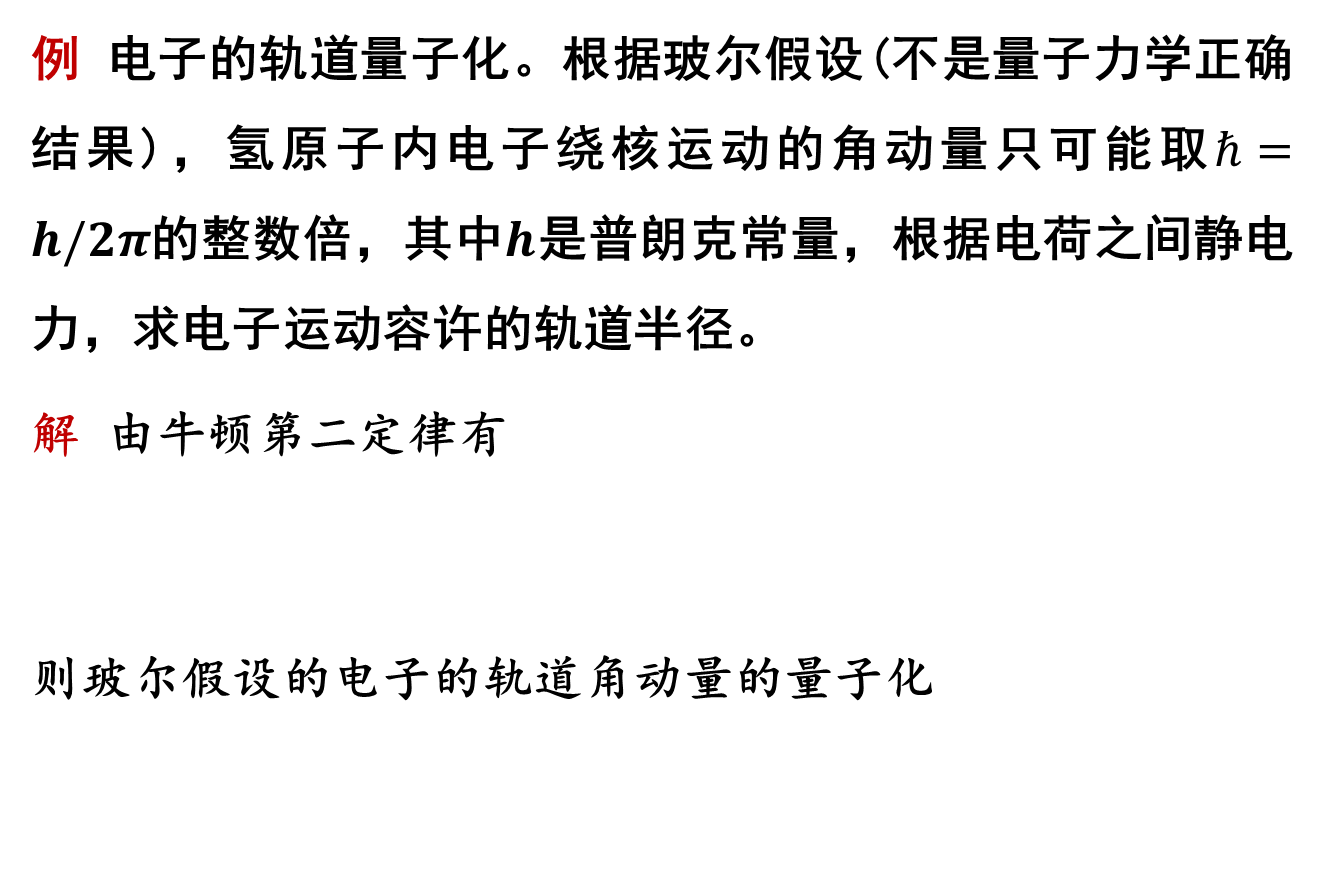 例 电子的轨道量子化。根据玻尔假设(不是量子力学正确
结果)，氢原子内电子绕核运动的角动量只可能取ℏ =
h/2π的整数倍，其中h是普朗克常量，根据电荷之间静电
力，求电子运动容许的轨道半径。
解 由牛顿第二定律有
则玻尔假设的电子的轨道角动量的量子化